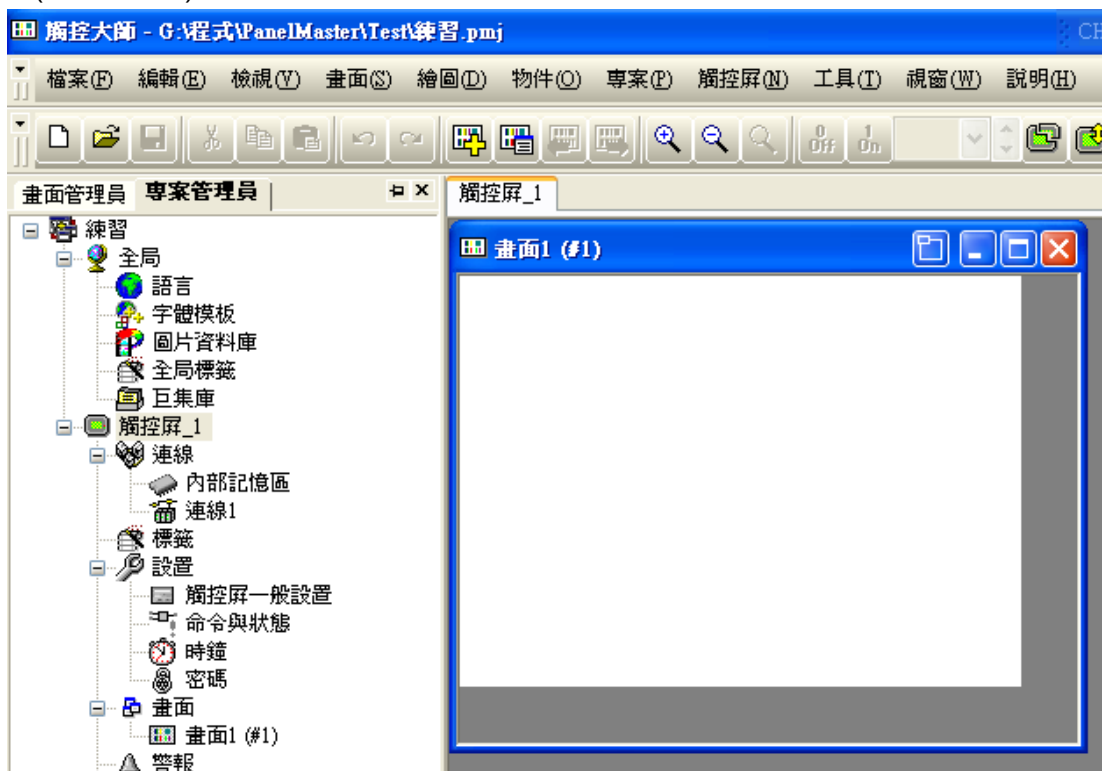 觸控大師 - G:\程式\PanelMaster\Test\練習.pmj
CH
檔案(F) 編輯(E) 檢視(V) 畫面(S) 繪圖(D) 物件(O) 專案(P) 觸控屏(N) 工具(T) 視窗(W) 說明(H)
0 Off 1 On
畫面管理員 專案管理員
觸控屏_1
練習
全局
語言
字體模板
圖片資料庫
全局標籤
巨集庫
觸控屏_1
連線
內部記憶區
連線1
標籤
設置
觸控屏一般設置
命令與狀態
時鐘
密碼
畫面
畫面1 (#1)
警報
畫面1 (#1)